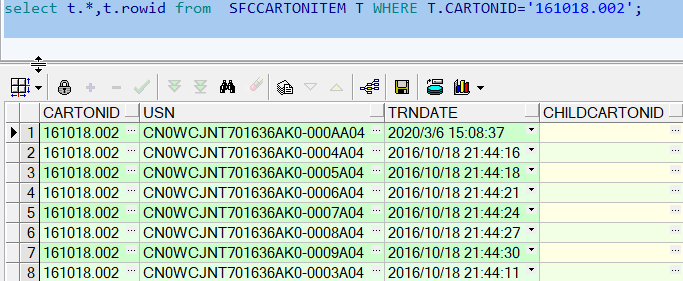 select t.*,t.rowid from  SFCCARTONITEM T WHERE T.CARTONID='161018.002';
CARTONID USN TRNDATE CHILDCARTONID
1 161018.002 ... CN0WCJNT701636AK0-000AA04 ... 2020/3/6 15:08:37 ...
2 161018.002 ... CN0WCJNT701636AK0-0004A04 ... 2016/10/18 21:44:16 ...
3 161018.002 ... CN0WCJNT701636AK0-0005A04 ... 2016/10/18 21:44:18 ...
4 161018.002 ... CN0WCJNT701636AK0-0006A04 ... 2016/10/18 21:44:21 ...
5 161018.002 ... CN0WCJNT701636AK0-0007A04 ... 2016/10/18 21:44:24 ...
6 161018.002 ... CN0WCJNT701636AK0-0008A04 ... 2016/10/18 21:44:27 ...
7 161018.002 ... CN0WCJNT701636AK0-0009A04 ... 2016/10/18 21:44:30 ...
8 161018.002 ... CN0WCJNT701636AK0-0003A04 ... 2016/10/18 21:44:11 ...